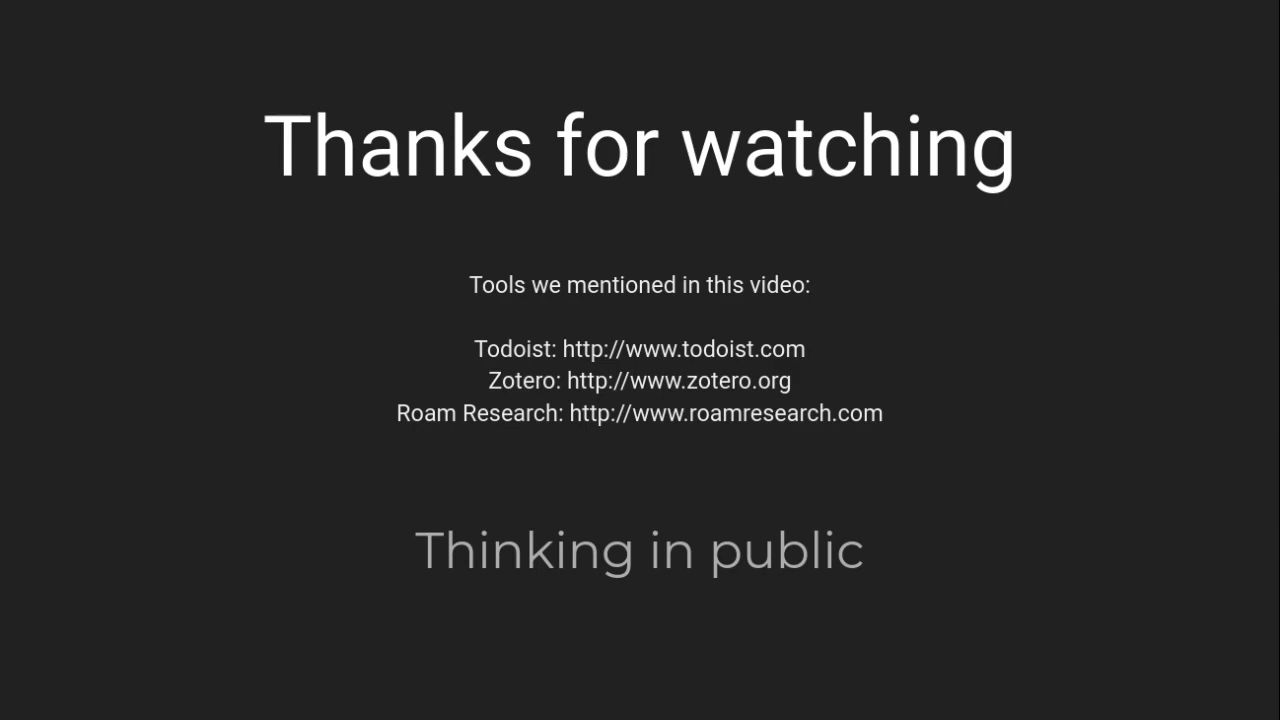 Thanks for watching
Tools we mentioned in this video:
Todoist: http://www.todoist.com
Zotero: http://www.zotero.org
Roam Research: http://www.roamresearch.com
Thinking in public